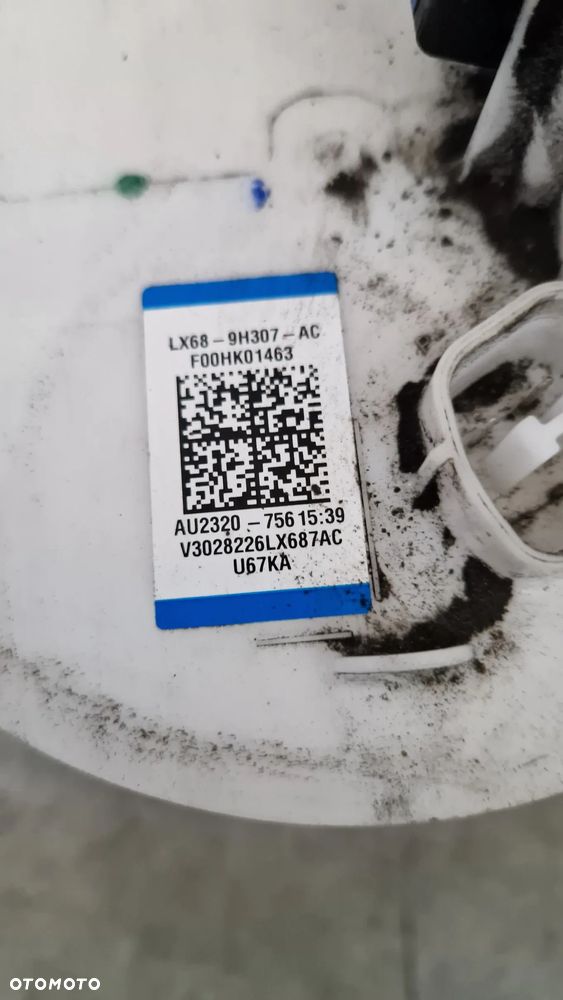 LX68-9H307-AC
F00HK01463
AU2320 - 756 15:39
V3028226LX687AC
U67KA
OTOMOTO